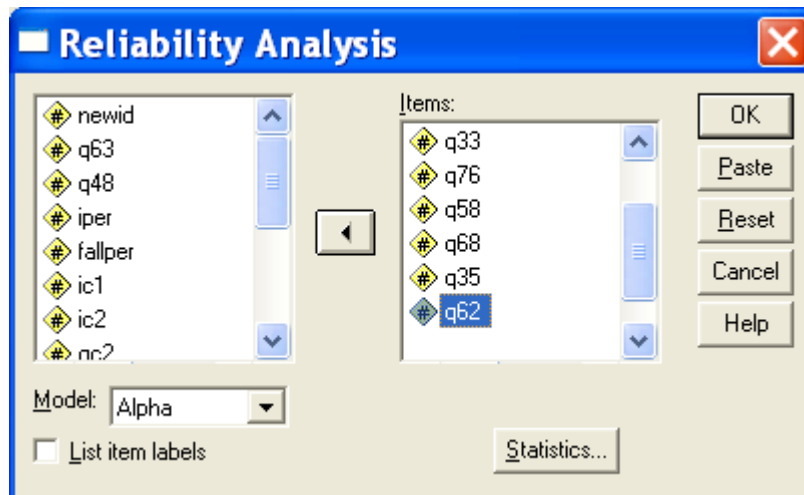 Reliability Analysis
newid
q63
q48
iper
fallper
ic1
ic2
Items:
q33
q76
q58
q68
q35
q62
OK
Paste
Reset
Cancel
Help
Model: Alpha
List item labels
Statistics...